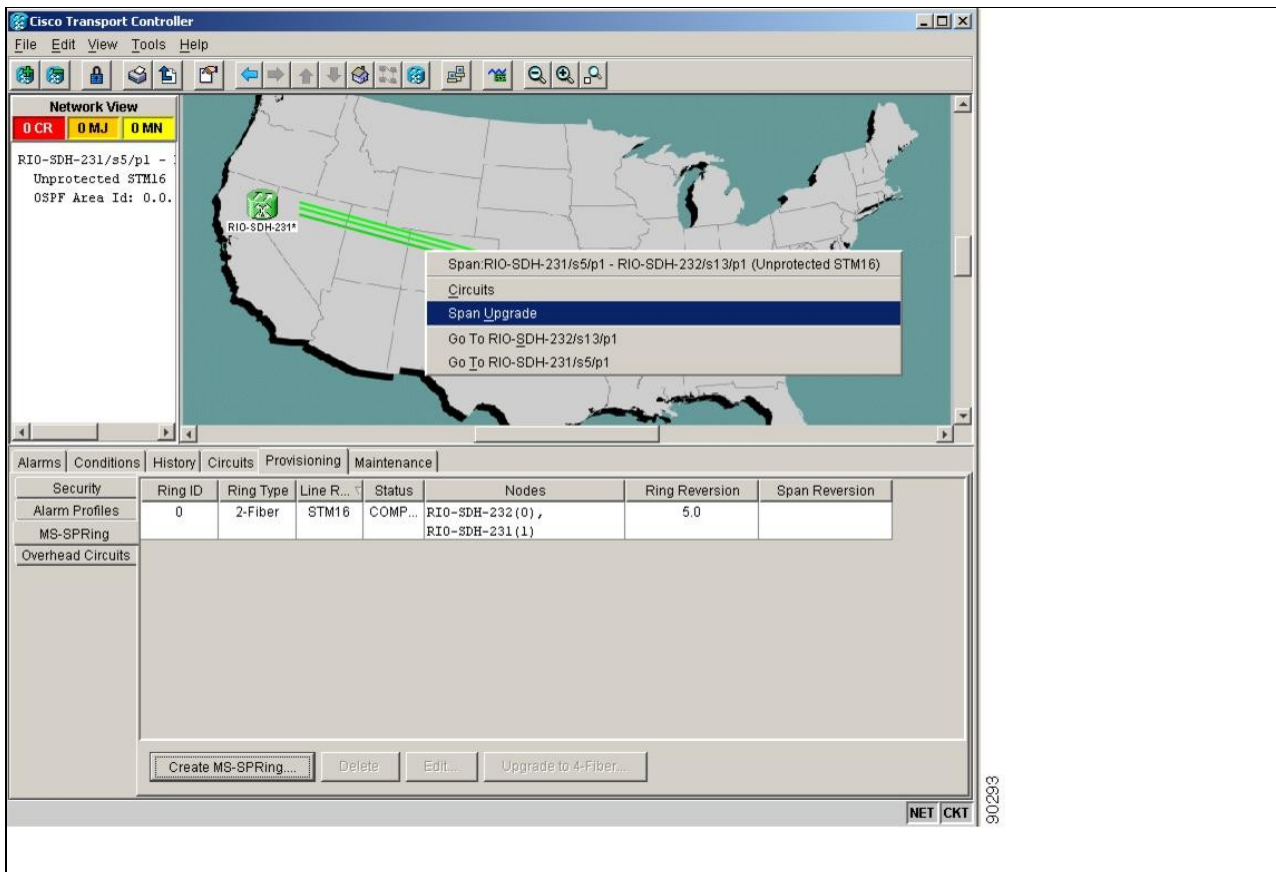 Cisco Transport Controller
File Edit View Tools Help
Network View
0 CR 0 MJ 0 MN
RIO-SDH-231/s5/p1 -
Unprotected STM16
OSPF Area Id: 0.0.
RIO-SDH-231*
Span:RIO-SDH-231/s5/p1 - RIO-SDH-232/s13/p1 (Unprotected STM16)
Circuits
Span Upgrade
Go To RIO-SDH-232/s13/p1
Go To RIO-SDH-231/s5/p1
Alarms Conditions History Circuits Provisioning Maintenance
Security
Alarm Profiles
MS-SPRing
Overhead Circuits
Ring ID Ring Type Line R... Status Nodes Ring Reversion Span Reversion
0 2-Fiber STM16 COMP... RIO-SDH-232(0), 5.0
RIO-SDH-231(1)
Create MS-SPRing.... Delete Edit... Upgrade to 4-Fiber...
NET CKT
90293